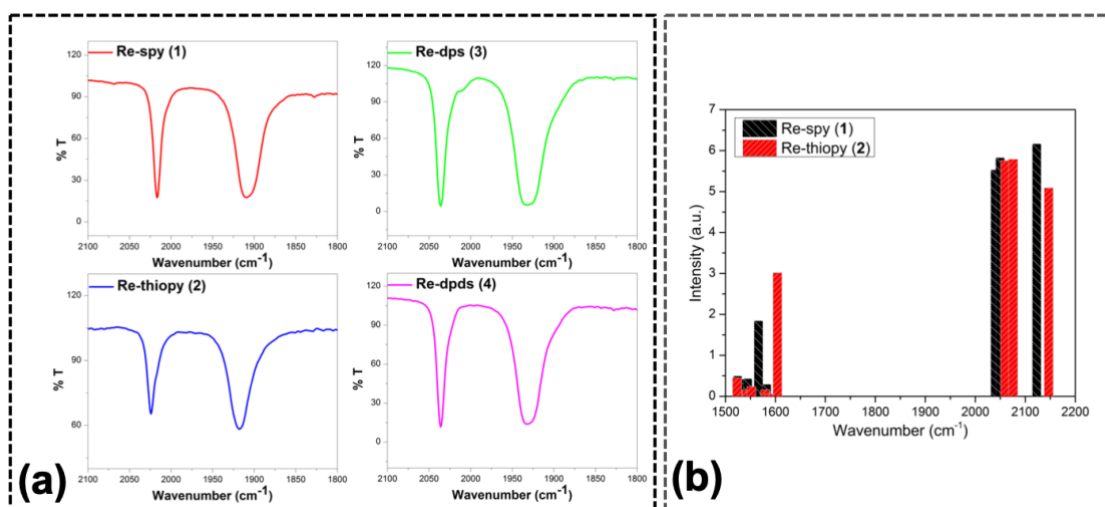 Re-spy (1)
% T
120
90
60
30
0
2100 2050 2000 1950 1900 1850 1800
Wavenumber (cm-1)
Re-dps (3)
% T
120
90
60
30
0
2100 2050 2000 1950 1900 1850 1800
Wavenumber (cm-1)
Re-thiopy (2)
% T
120
90
60
2100 2050 2000 1950 1900 1850 1800
Wavenumber (cm-1)
Re-dpds (4)
% T
120
90
60
30
0
2100 2050 2000 1950 1900 1850 1800
Wavenumber (cm-1)
(a)
Re-spy (1)
Re-thiopy (2)
Intensity (a.u.)
7
6
5
4
3
2
1
0
1500 1600 1700 1800 1900 2000 2100 2200
Wavenumber (cm-1)
(b)